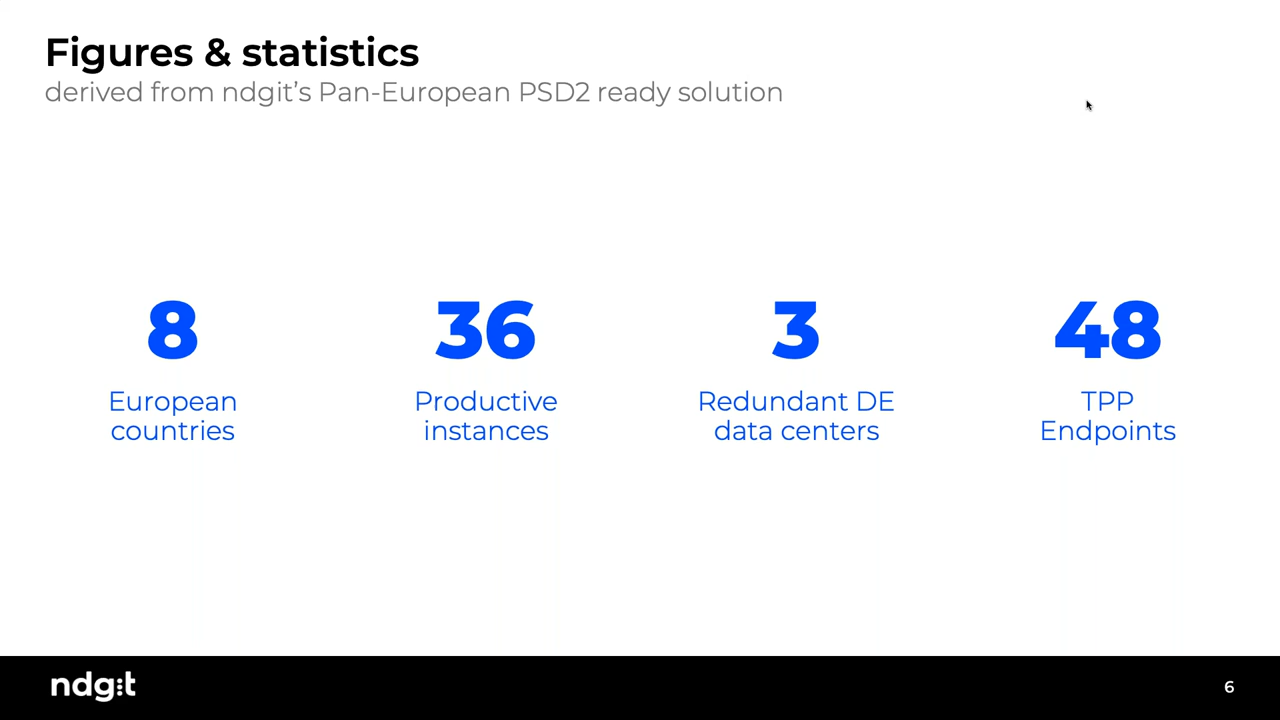 Figures & statistics
derived from ndgit’s Pan-European PSD2 ready solution
8
European
countries
36
Productive
instances
3
Redundant DE
data centers
48
TPP
Endpoints
ndgit
6